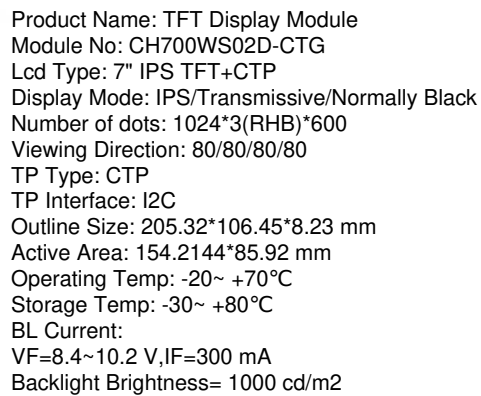 Product Name: TFT Display Module
Module No: CH700WS02D-CTG
Lcd Type: 7" IPS TFT+CTP
Display Mode: IPS/Transmissive/Normally Black
Number of dots: 1024*3(RHB)*600
Viewing Direction: 80/80/80/80
TP Type: CTP
TP Interface: I2C
Outline Size: 205.32*106.45*8.23 mm
Active Area: 154.2144*85.92 mm
Operating Temp: -20~ +70℃
Storage Temp: -30~ +80℃
BL Current:
VF=8.4~10.2 V,IF=300 mA
Backlight Brightness= 1000 cd/m2